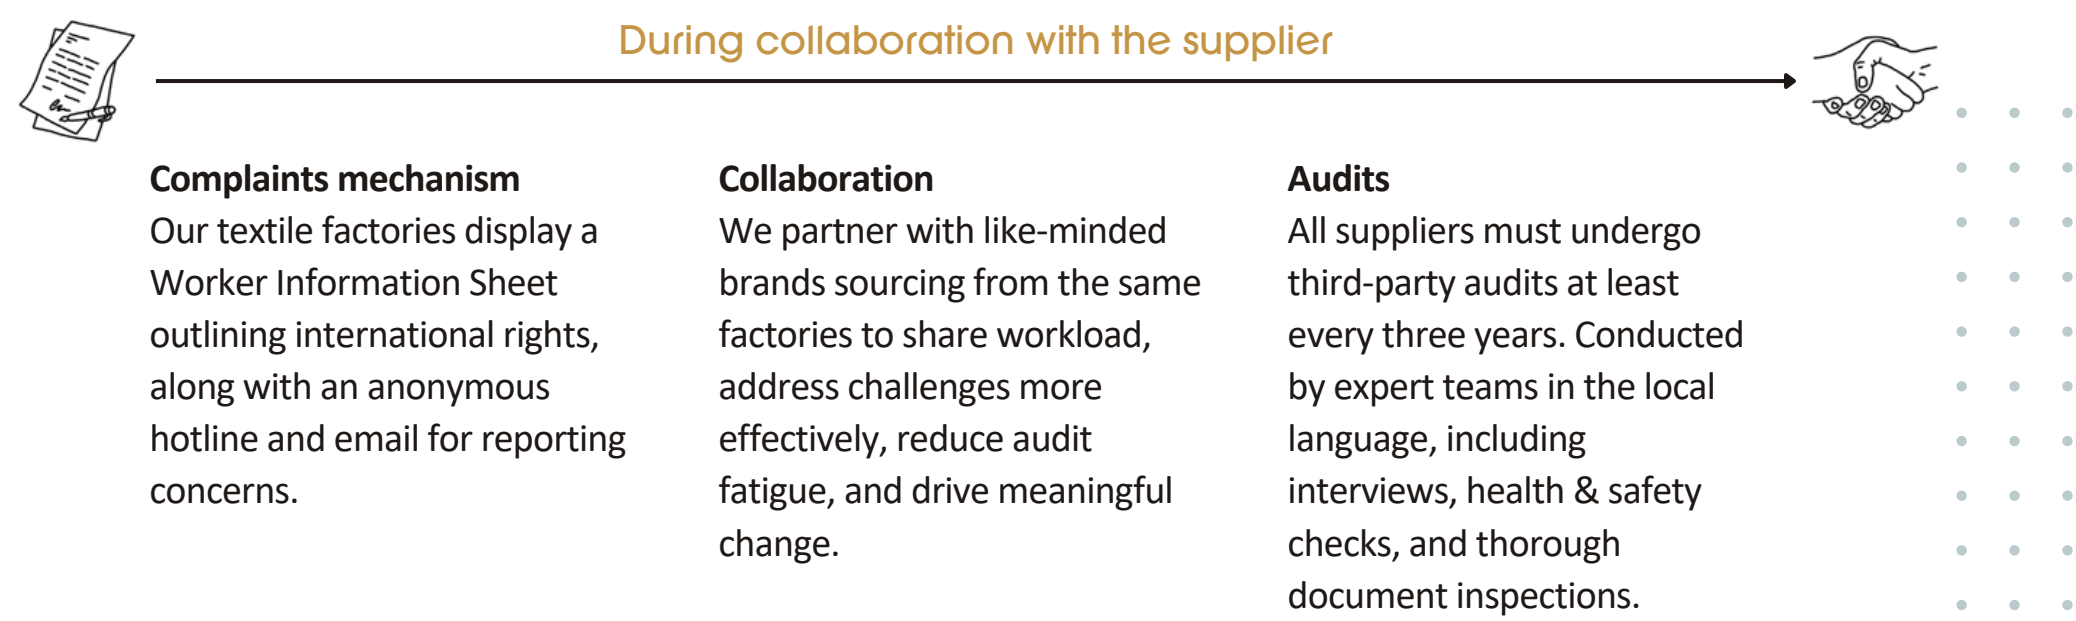 During collaboration with the supplier
Complaints mechanism
Our textile factories display a
Worker Information Sheet
outlining international rights,
along with an anonymous
hotline and email for reporting
concerns.
Collaboration
We partner with like-minded
brands sourcing from the same
factories to share workload,
address challenges more
effectively, reduce audit
fatigue, and drive meaningful
change.
Audits
All suppliers must undergo
third-party audits at least
every three years. Conducted
by expert teams in the local
language, including
interviews, health & safety
checks, and thorough
document inspections.